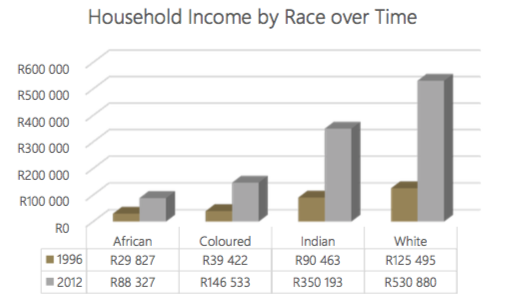 Household Income by Race over Time
R600 000
R500 000
R400 000
R300 000
R200 000
R100 000
R0
African Coloured Indian White
1996 R29 827 R39 422 R90 463 R125 495
2012 R88 327 R146 533 R350 193 R530 880